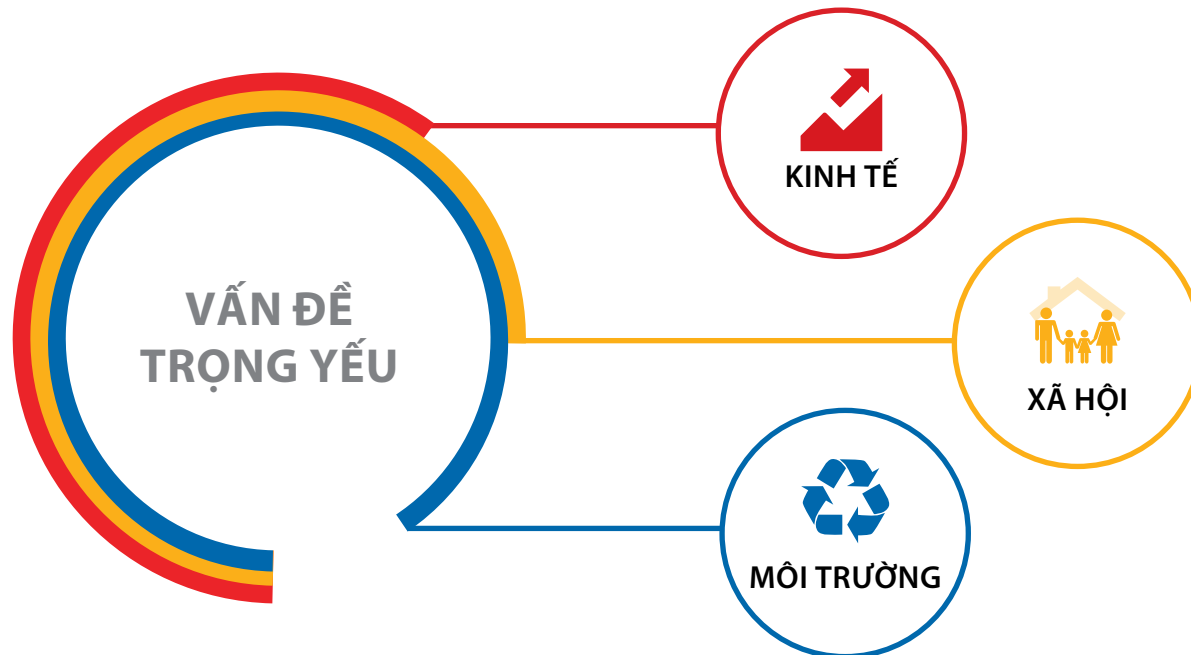 VẤN ĐỀ
TRỌNG YẾU
KINH TẾ
XÃ HỘI
MÔI TRƯỜNG